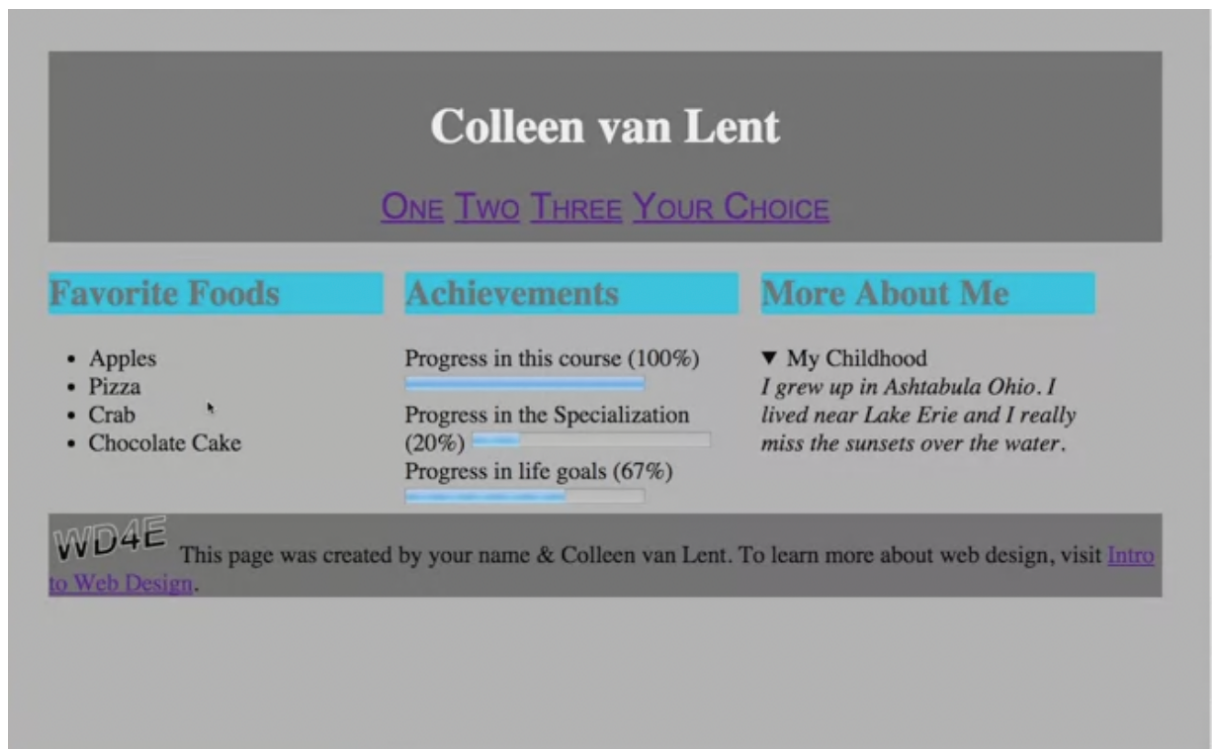 Colleen van Lent
One Two Three Your Choice
Favorite Foods
• Apples
• Pizza
• Crab
• Chocolate Cake
Achievements
Progress in this course (100%)
Progress in the Specialization
(20%)
Progress in life goals (67%)
More About Me
▼ My Childhood
I grew up in Ashtabula Ohio. I
lived near Lake Erie and I really
miss the sunsets over the water.
WD4E This page was created by your name & Colleen van Lent. To learn more about web design, visit Intro
to Web Design.